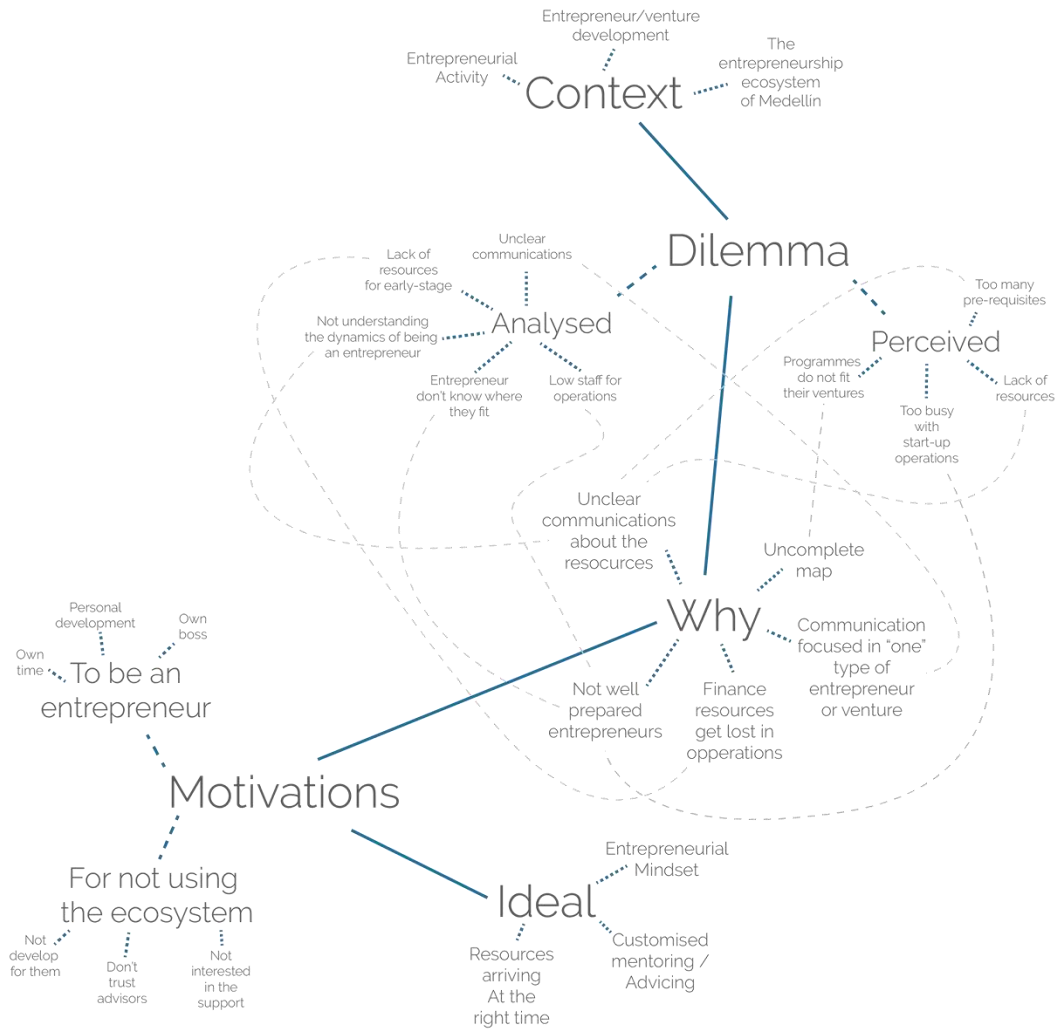 Entrepreneur/venture
development
Entrepreneurial
Activity
The
entrepreneurship
ecosystem
of Medellin
Context
Dilemma
Unclear
communications
Lack of
resources
for early-stage
Analysed
Not understanding
the dynamics of being
an entrepreneur
Entrepreneur
don't know where
they fit
Low staff for
operations
Too many
pre-requisites
Perceived
Programmes
do not fit
their ventures
Lack of
resources
Too busy
with
start-up
operations
Unclear
communications
about the
resocurces
Uncomplete
map
Why
Communication
focused in “one”
type of
entrepreneur
or venture
Not well
prepared
entrepreneurs
Finance
resources
get lost in
opperations
Personal
development
Own
boss
Own
time
To be an
entrepreneur
Motivations
For not using
the ecosystem
Not
develop
for them
Don't
trust
advisors
Not
interested
in the
support
Entrepreneurial
Mindset
Ideal
Resources
arriving
At the
right time
Customised
mentoring /
Advicing